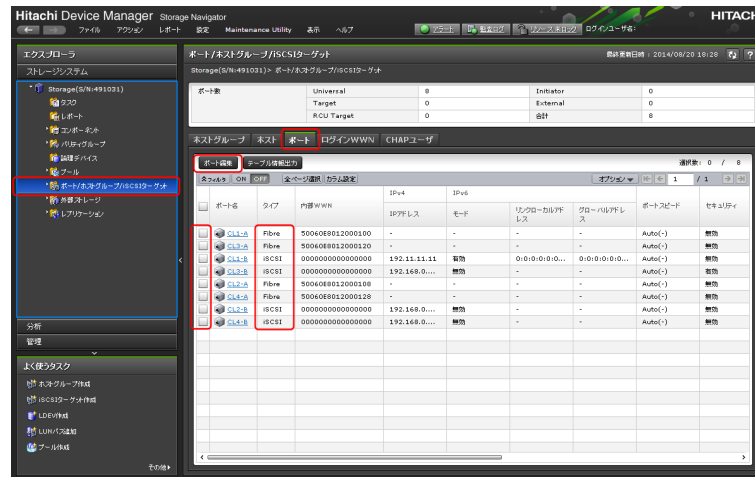 Hitachi Device Manager Storage Navigator
HITACH
ファイル アクション レポート 設定 Maintenance Utility 表示 ヘルプ アラート 監査ログ リソースロック ログインユーザ名:
エクスプローラ
ストレージシステム
Storage(S/N:491031)
タスク
レポート
コンポーネント
パリティグループ
論理デバイス
プール
ポート/ホストグループ/iSCSIターゲット
外部ストレージ
レプリケーション
分析
管理
よく使うタスク
ホストグループ作成
iSCSIターゲット作成
LDEV作成
LUNパス追加
プール作成
その他
ポート/ホストグループ/iSCSIターゲット
最終更新日時 : 2014/08/20 18:28
Storage(S/N:491031)> ポート/ホストグループ/iSCSIターゲット
ポート数 Universal 8 Initiator 0
Target 0 External 0
RCU Target 0 合計 8
ホストグループ ホスト ポート ログインWWN CHAPユーザ
ポート編集 テーブル情報出力 選択数: 0 / 8
フィルタ ON OFF 全ページ選択 カラム設定 オプション 1 / 1
IPv4 IPv6
ポート名 タイプ 内部WWN IPアドレス モード リンクローカルアドレス グローバルアドレス ポートスピード セキュリティ
CL1-A Fibre 50060E8012000100 - - - - Auto(-) 無効
CL3-A Fibre 50060E8012000120 - - - - Auto(-) 無効
CL1-B iSCSI 0000000000000000 192.11.11.11 有効 0:0:0:0:0:0... 0:0:0:0:0:0... Auto(-) 無効
CL3-B iSCSI 0000000000000000 192.168.0.... 無効 - - Auto(-) 有効
CL2-A Fibre 50060E8012000108 - - - - Auto(-) 無効
CL4-A Fibre 50060E8012000128 - - - - Auto(-) 無効
CL2-B iSCSI 0000000000000000 192.168.0.... 無効 - - Auto(-) 無効
CL4-B iSCSI 0000000000000000 192.168.0.... 無効 - - Auto(-) 無効